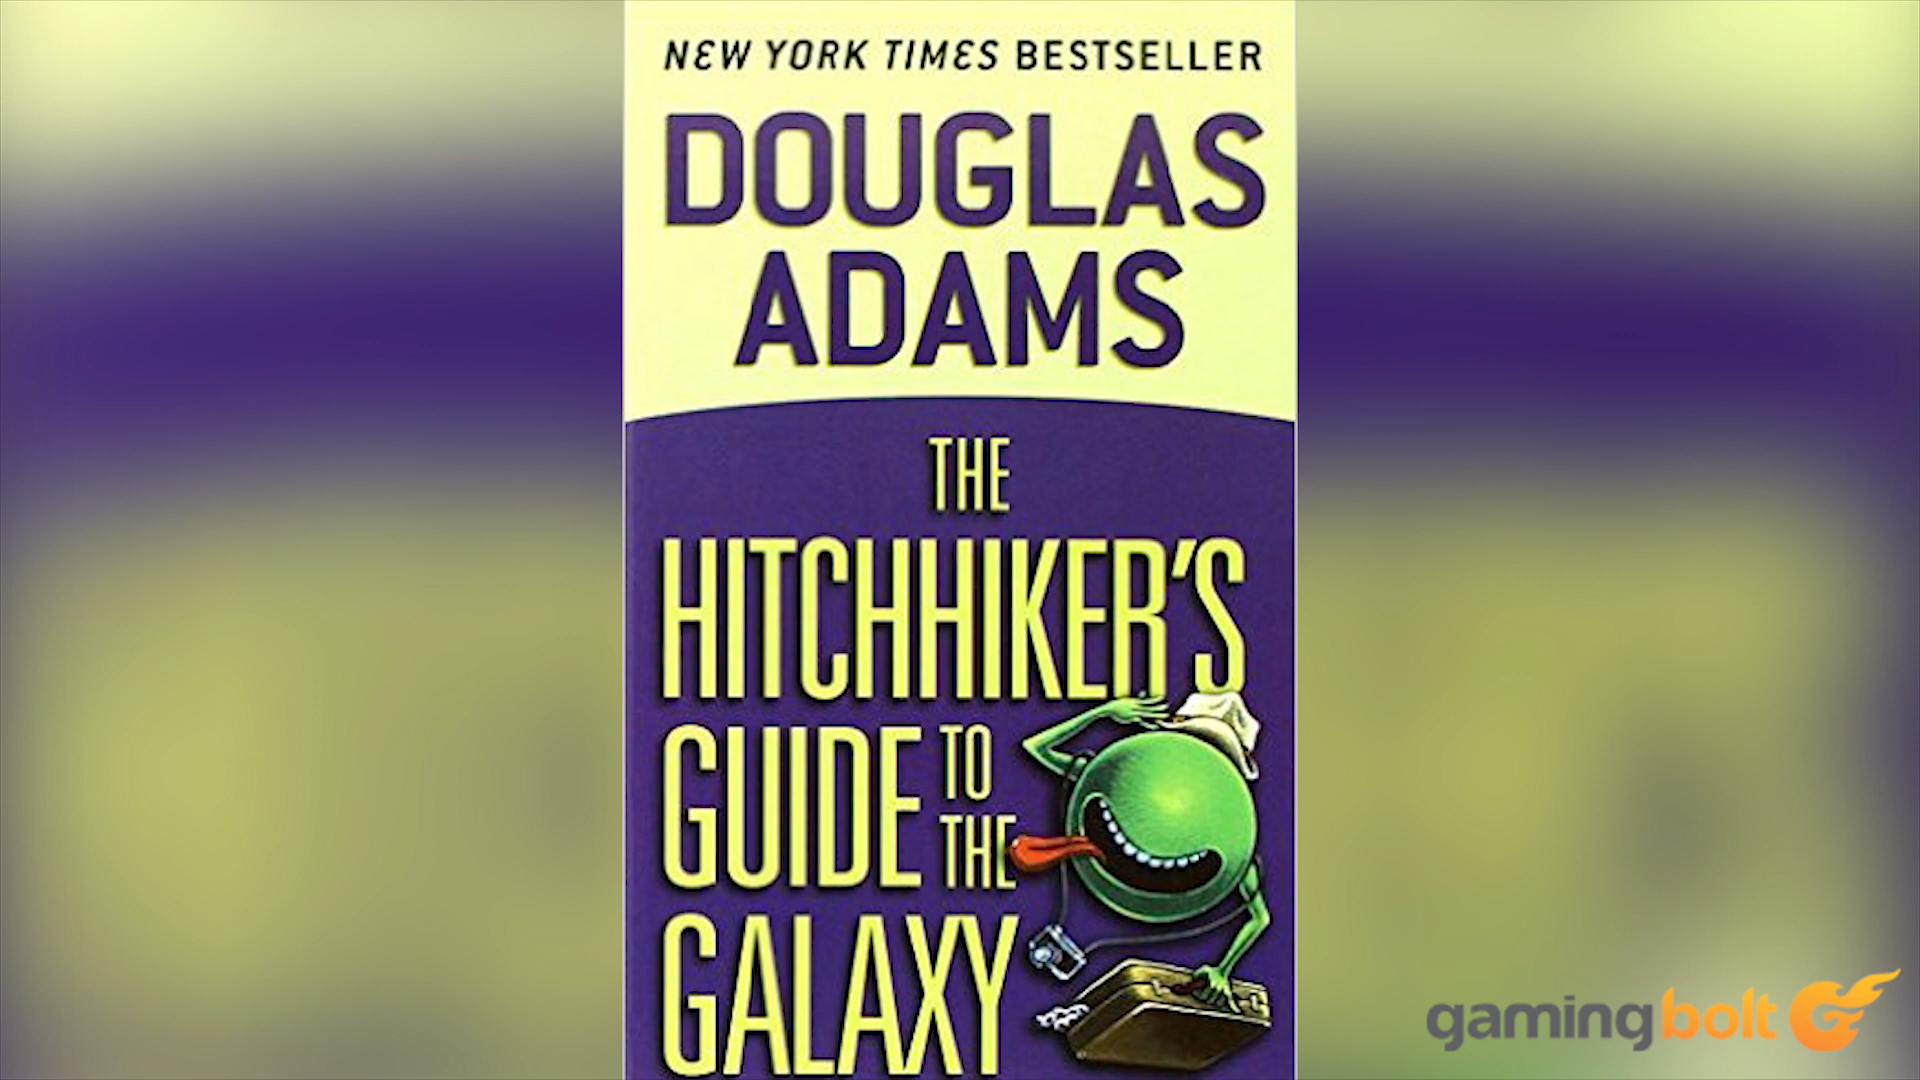 NEW YORK TIMES BESTSELLER
DOUGLAS
ADAMS
THE
HITCHHIKER'S
GUIDE TO
THE
GALAXY
gamingbolt